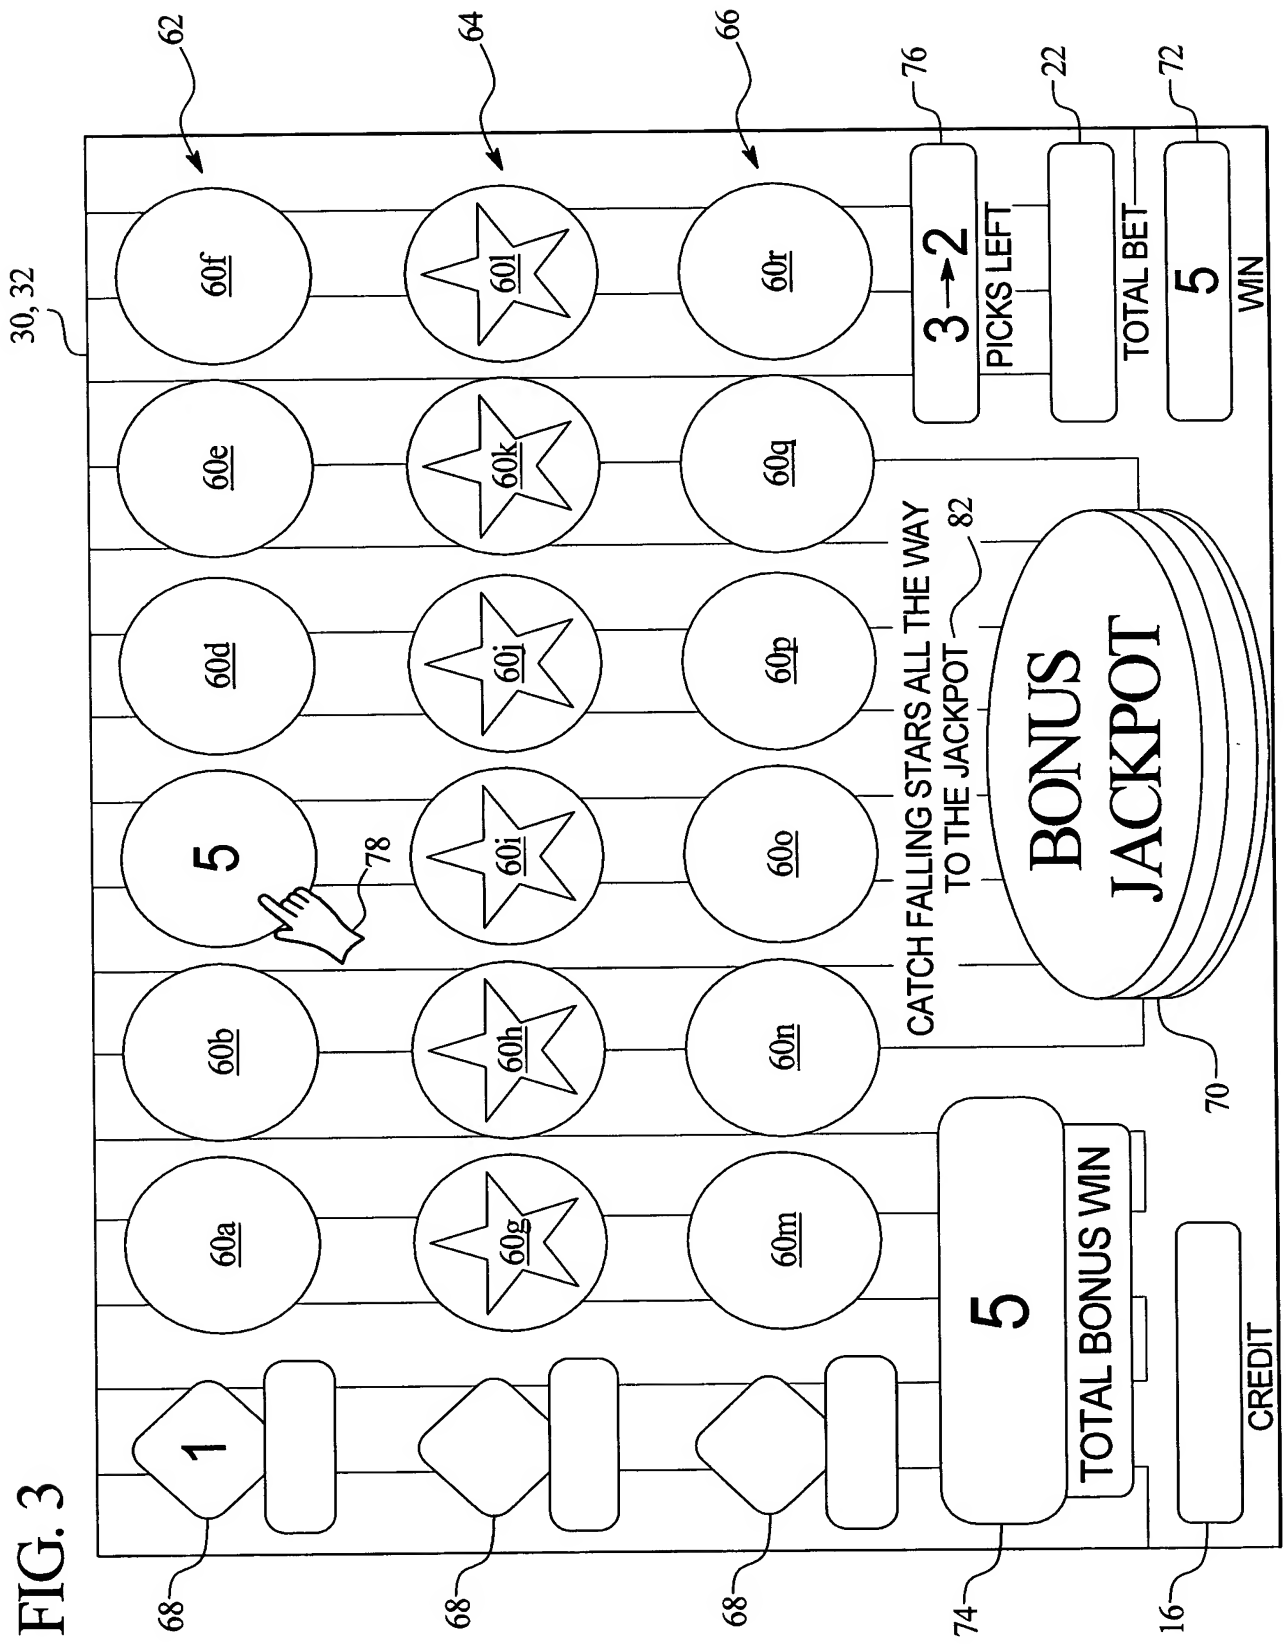 FIG. 3
30, 32
68 1 60a 60b 5 60d 60e 60f 62
78
68 60g 60h 60i 60j 60k 60l 64
68 60m 60n 60o 60p 60q 60r 66
74 5 CATCH FALLING STARS ALL THE WAY 3→2 76
TO THE JACKPOT 82
TOTAL BONUS WIN
PICKS LEFT
BONUS
JACKPOT
22
TOTAL BET
70
16
CREDIT
5 72
WIN